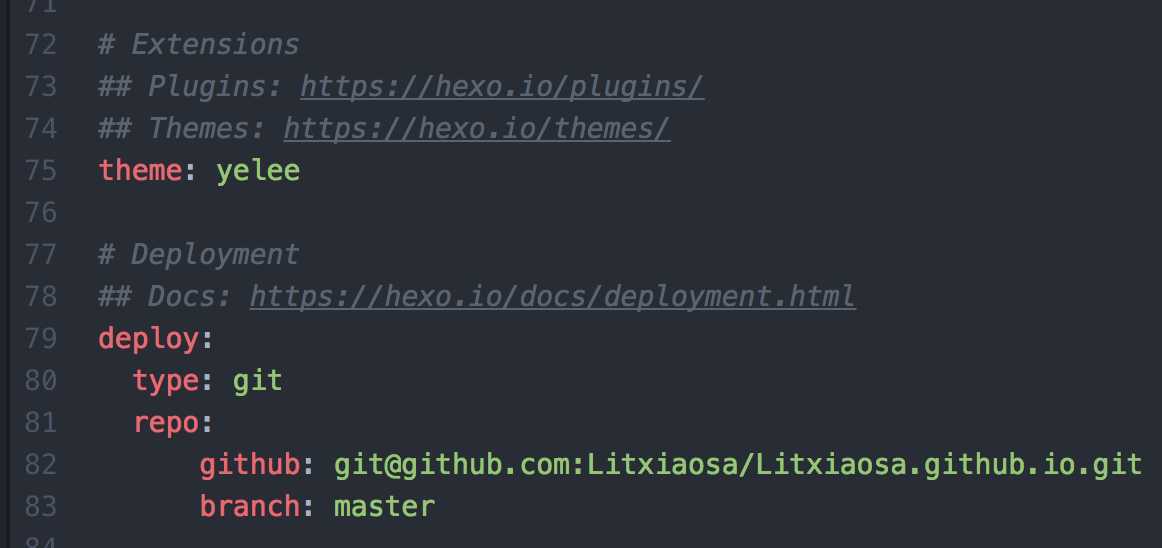 71
72 # Extensions
73 ## Plugins: https://hexo.io/plugins/
74 ## Themes: https://hexo.io/themes/
75 theme: yelee
76
77 # Deployment
78 ## Docs: https://hexo.io/docs/deployment.html
79 deploy:
80   type: git
81   repo:
82       github: git@github.com:Litxiaosa/Litxiaosa.github.io.git
83       branch: master
84